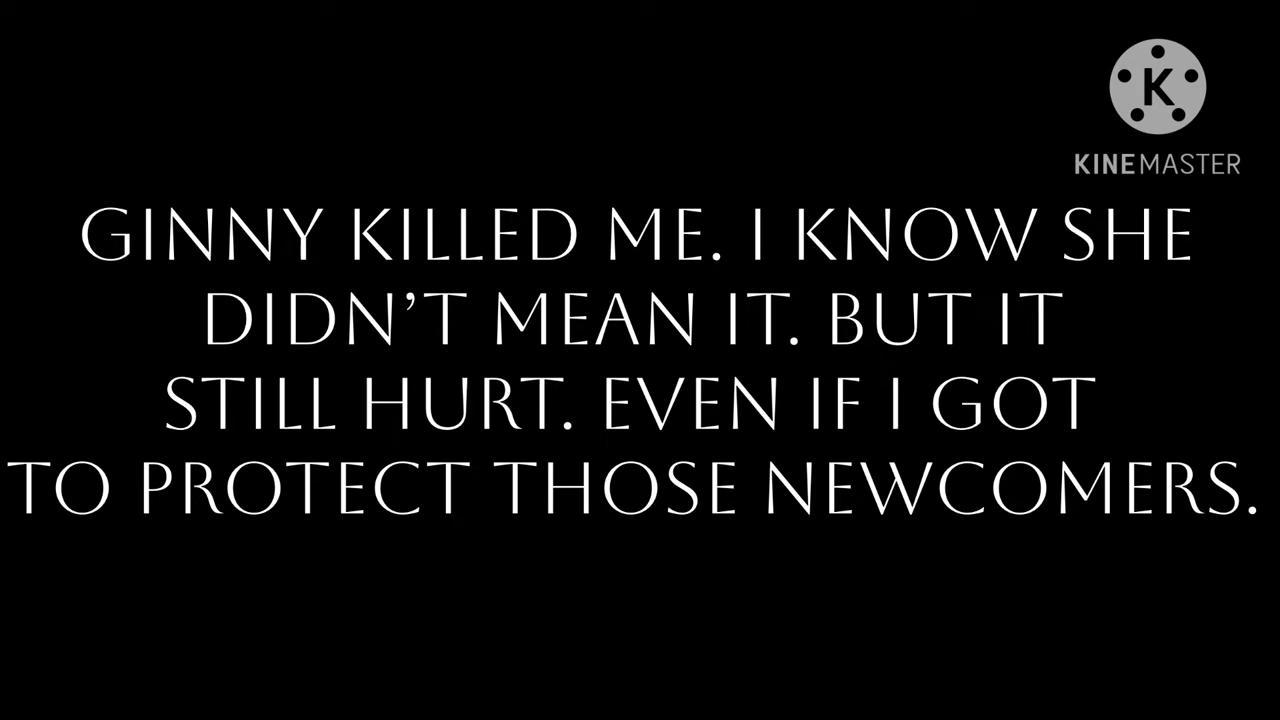 K
KINEMASTER
GINNY KILLED ME. I KNOW SHE
DIDN'T MEAN IT. BUT IT
STILL HURT. EVEN IF I GOT
TO PROTECT THOSE NEWCOMERS.